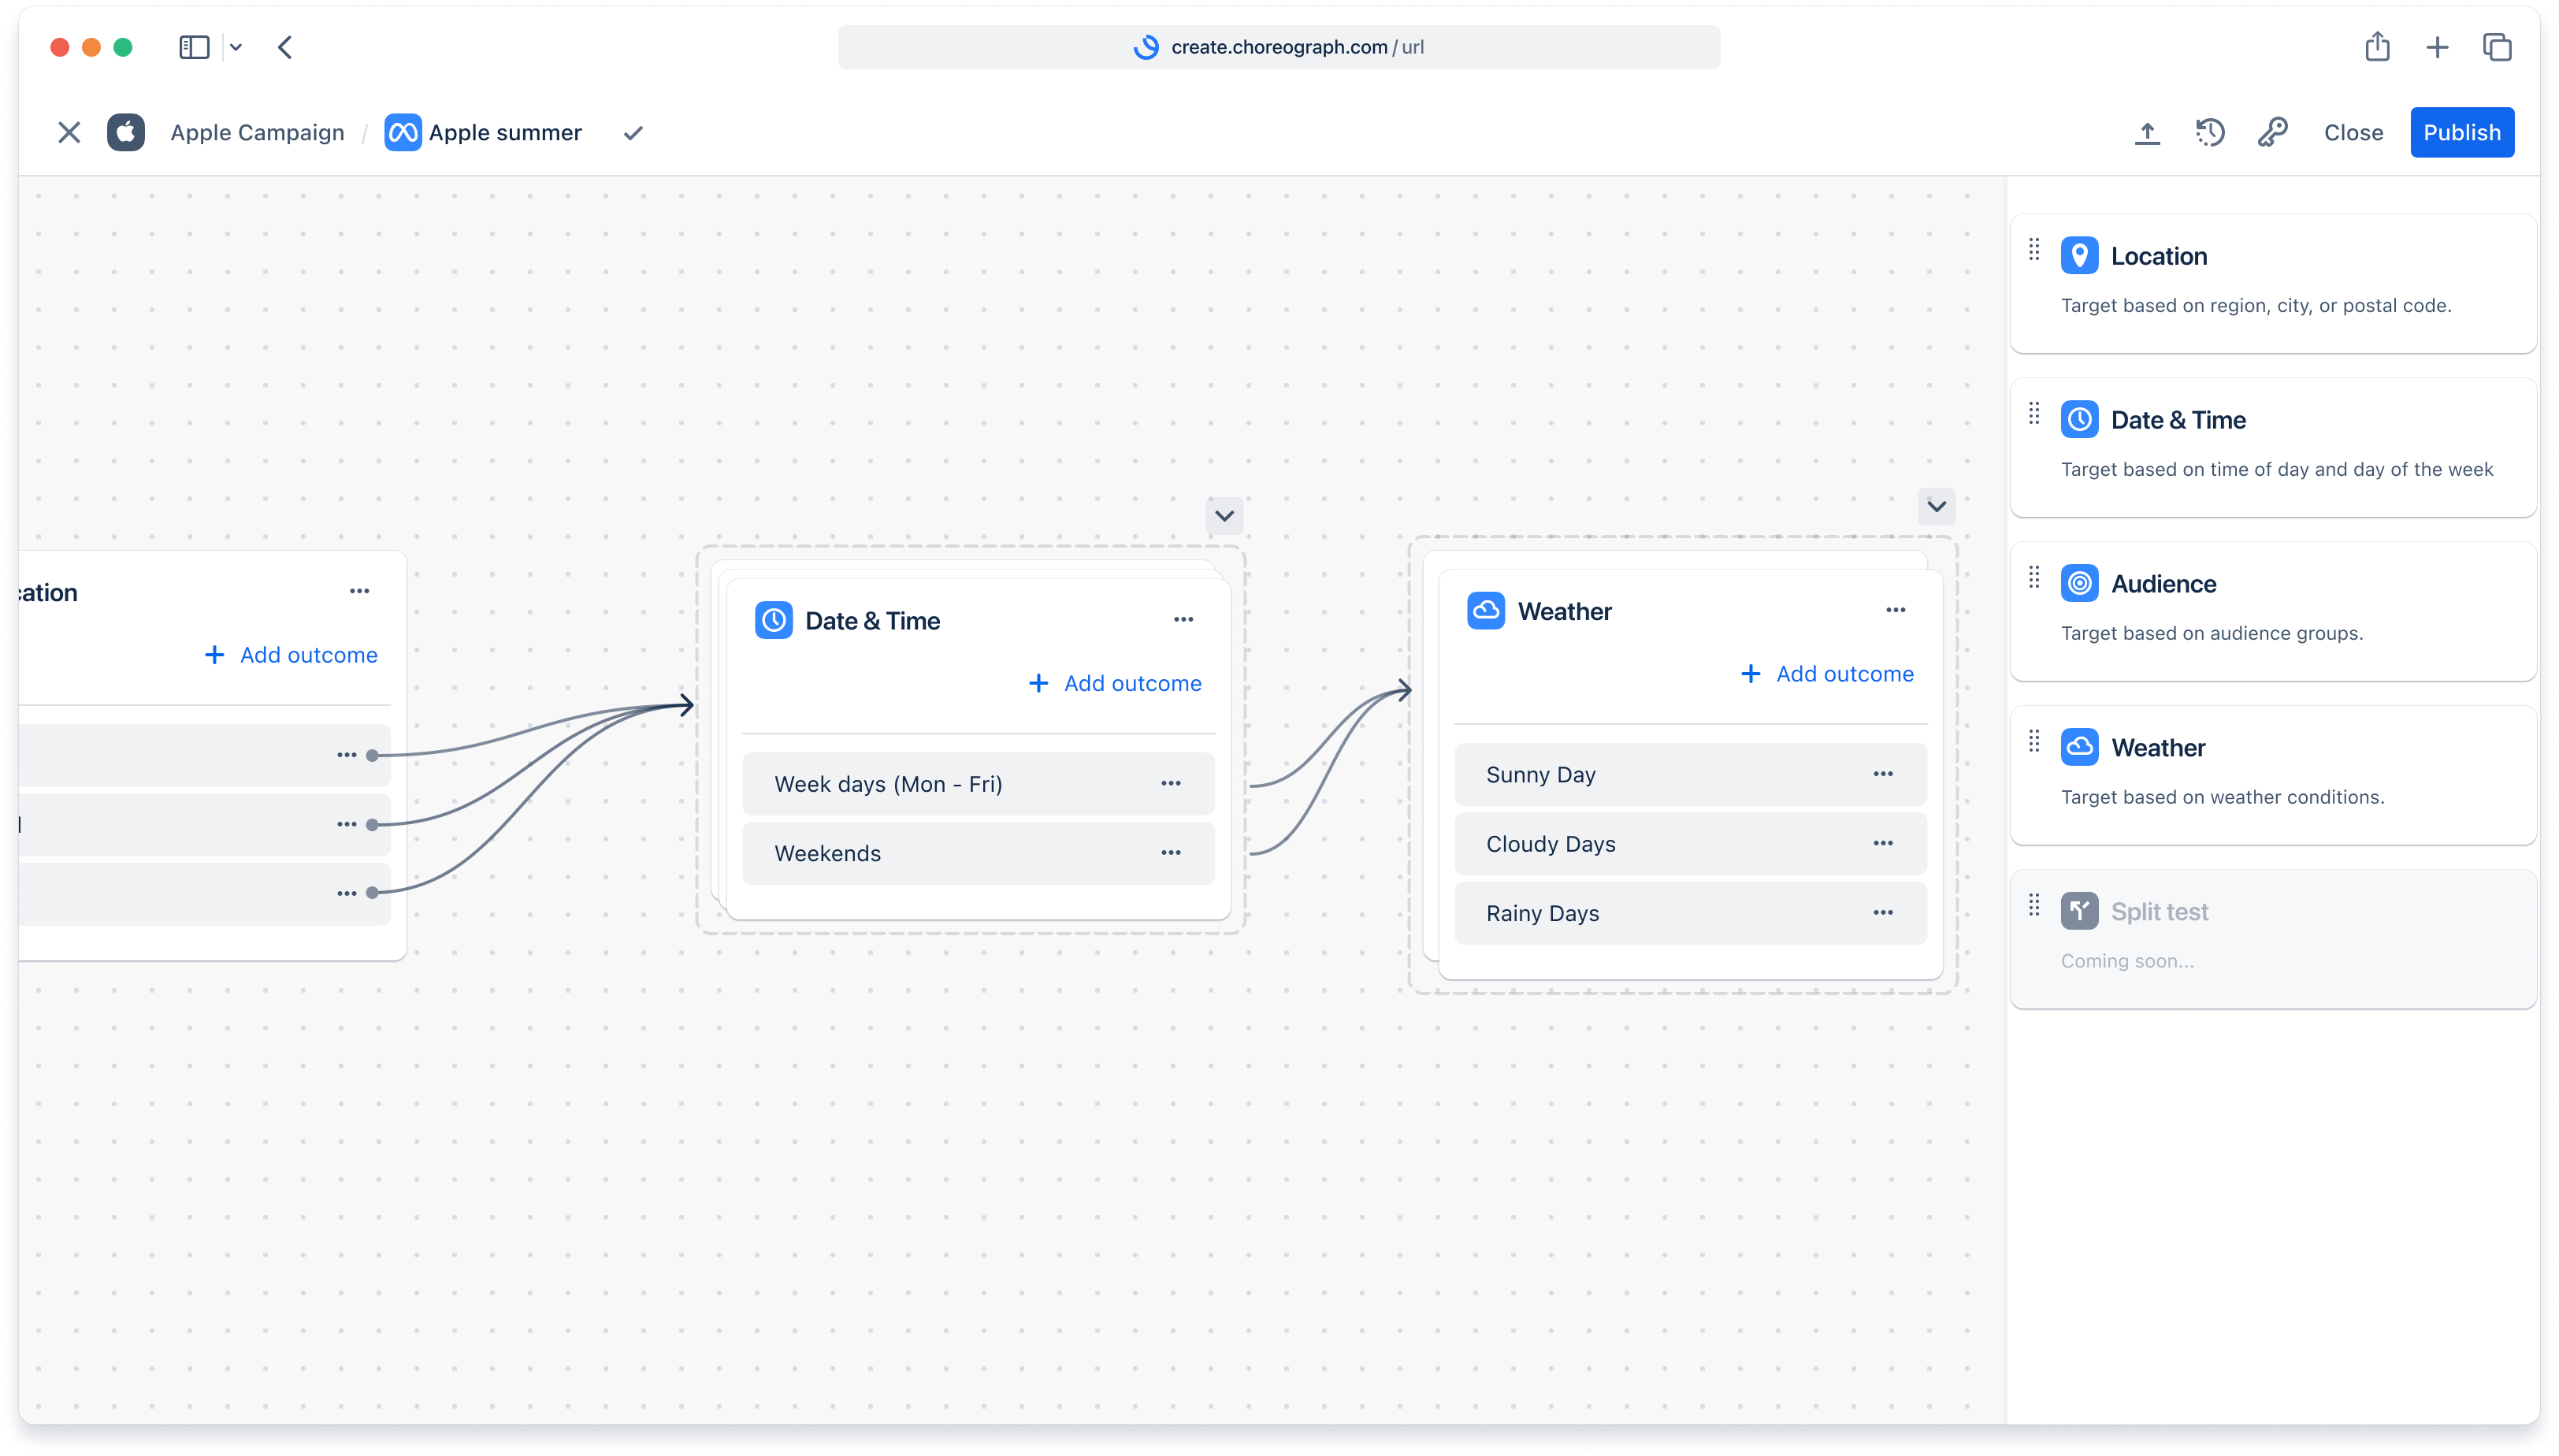 create.choreograph.com / url
Apple Campaign / Apple summer
Close
Publish
cation
Add outcome
Date & Time
Add outcome
Week days (Mon - Fri)
Weekends
Weather
Add outcome
Sunny Day
Cloudy Days
Rainy Days
Location
Target based on region, city, or postal code.
Date & Time
Target based on time of day and day of the week
Audience
Target based on audience groups.
Weather
Target based on weather conditions.
Split test
Coming soon...